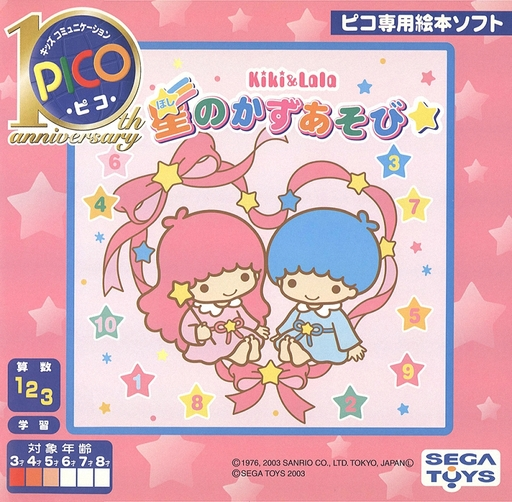 キッズ コミュニケーション
10
PICO
・ピコ・
th
anniversary
ピコ専用絵本ソフト
Kiki&Lala
ほし
星のかずあそび☆
6
3
4
7
10
5
1
9
8
2
算数
123
学習
対象年齢
3才 4才 5才 6才 7才 8才
©1976, 2003 SANRIO CO., LTD. TOKYO, JAPAN Ⓛ
©SEGA TOYS 2003
SEGA
TOYS